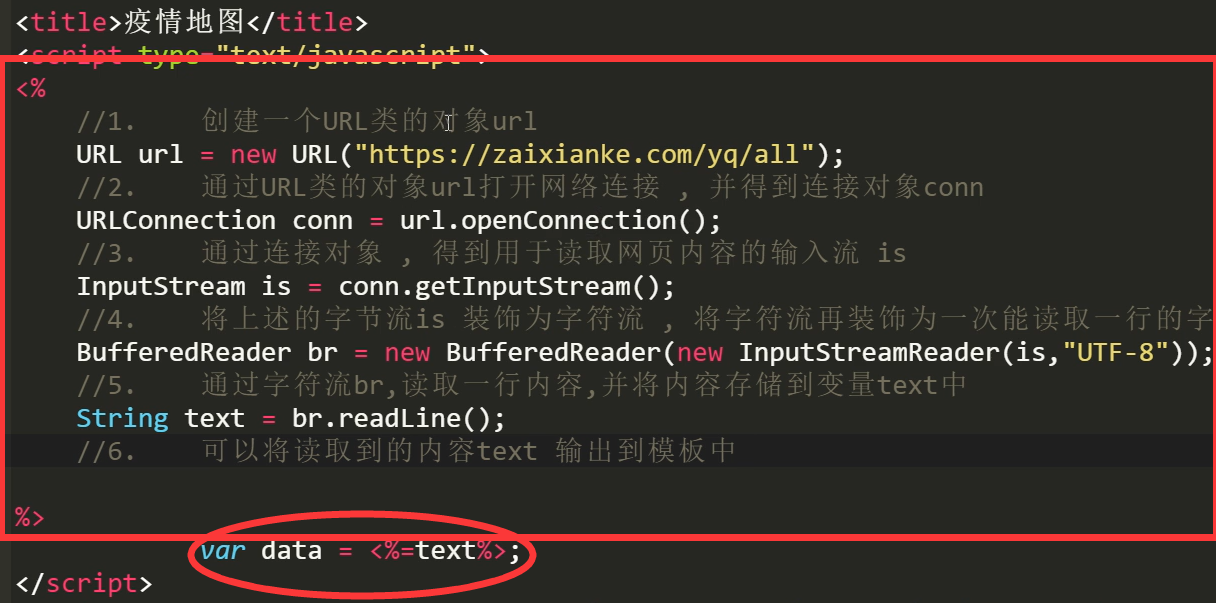 <title>疫情地图</title>
<script type="text/javascript">
<%
//1. 创建一个URL类的对象url
URL url = new URL("https://zaixianke.com/yq/all");
//2. 通过URL类的对象url打开网络连接 , 并得到连接对象conn
URLConnection conn = url.openConnection();
//3. 通过连接对象 , 得到用于读取网页内容的输入流 is
InputStream is = conn.getInputStream();
//4. 将上述的字节流is 装饰为字符流 , 将字符流再装饰为一次能读取一行的字
BufferedReader br = new BufferedReader(new InputStreamReader(is,"UTF-8"));
//5. 通过字符流br,读取一行内容,并将内容存储到变量text中
String text = br.readLine();
//6. 可以将读取到的内容text 输出到模板中
%>
var data = <%=text%>;
</script>